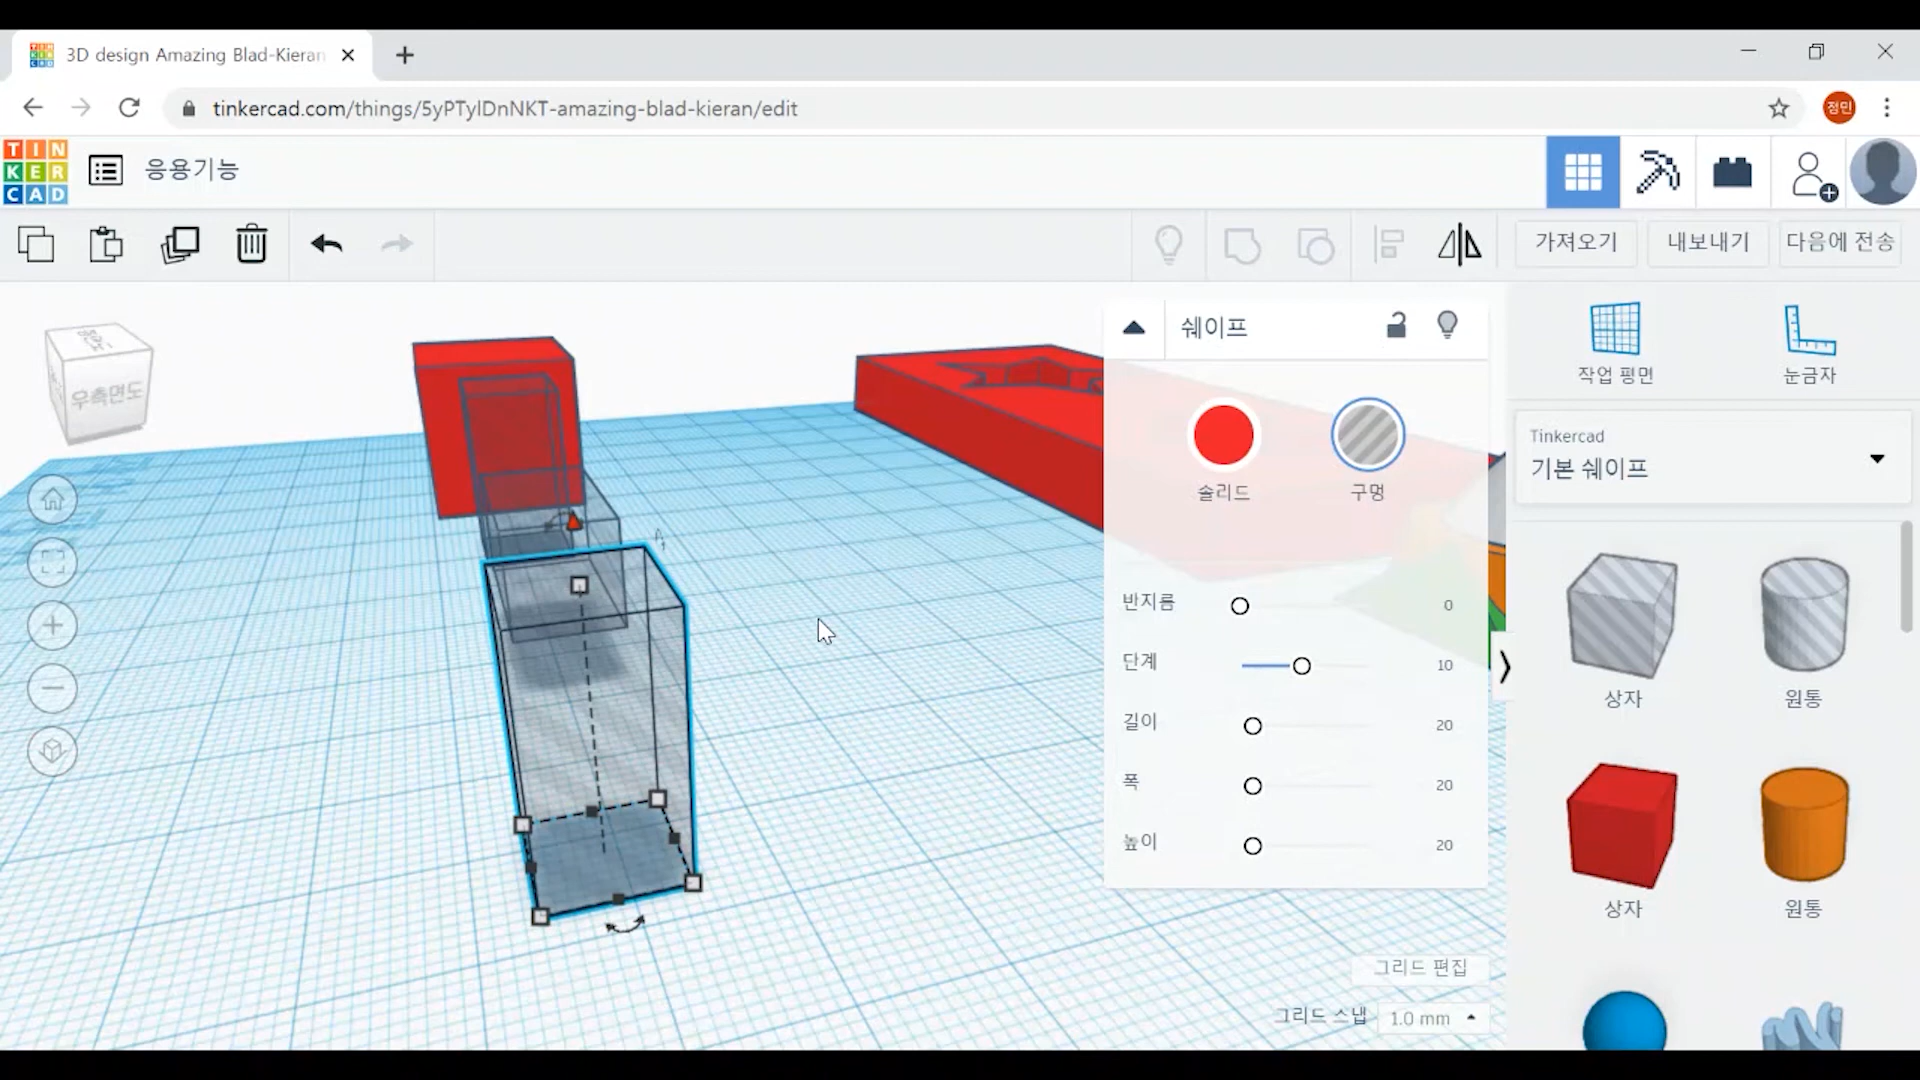 3D design Amazing Blad-Kieran
tinkercad.com/things/5yPTylDnNKT-amazing-blad-kieran/edit
정민
TIN
KER
CAD
응용기능
가져오기
내보내기
다음에 전송
우측면도
쉐이프
솔리드
구멍
반지름
0
단계
10
길이
20
폭
20
높이
20
그리드 편집
그리드 스냅
1.0 mm
작업 평면
눈금자
Tinkercad
기본 쉐이프
상자
원통
상자
원통